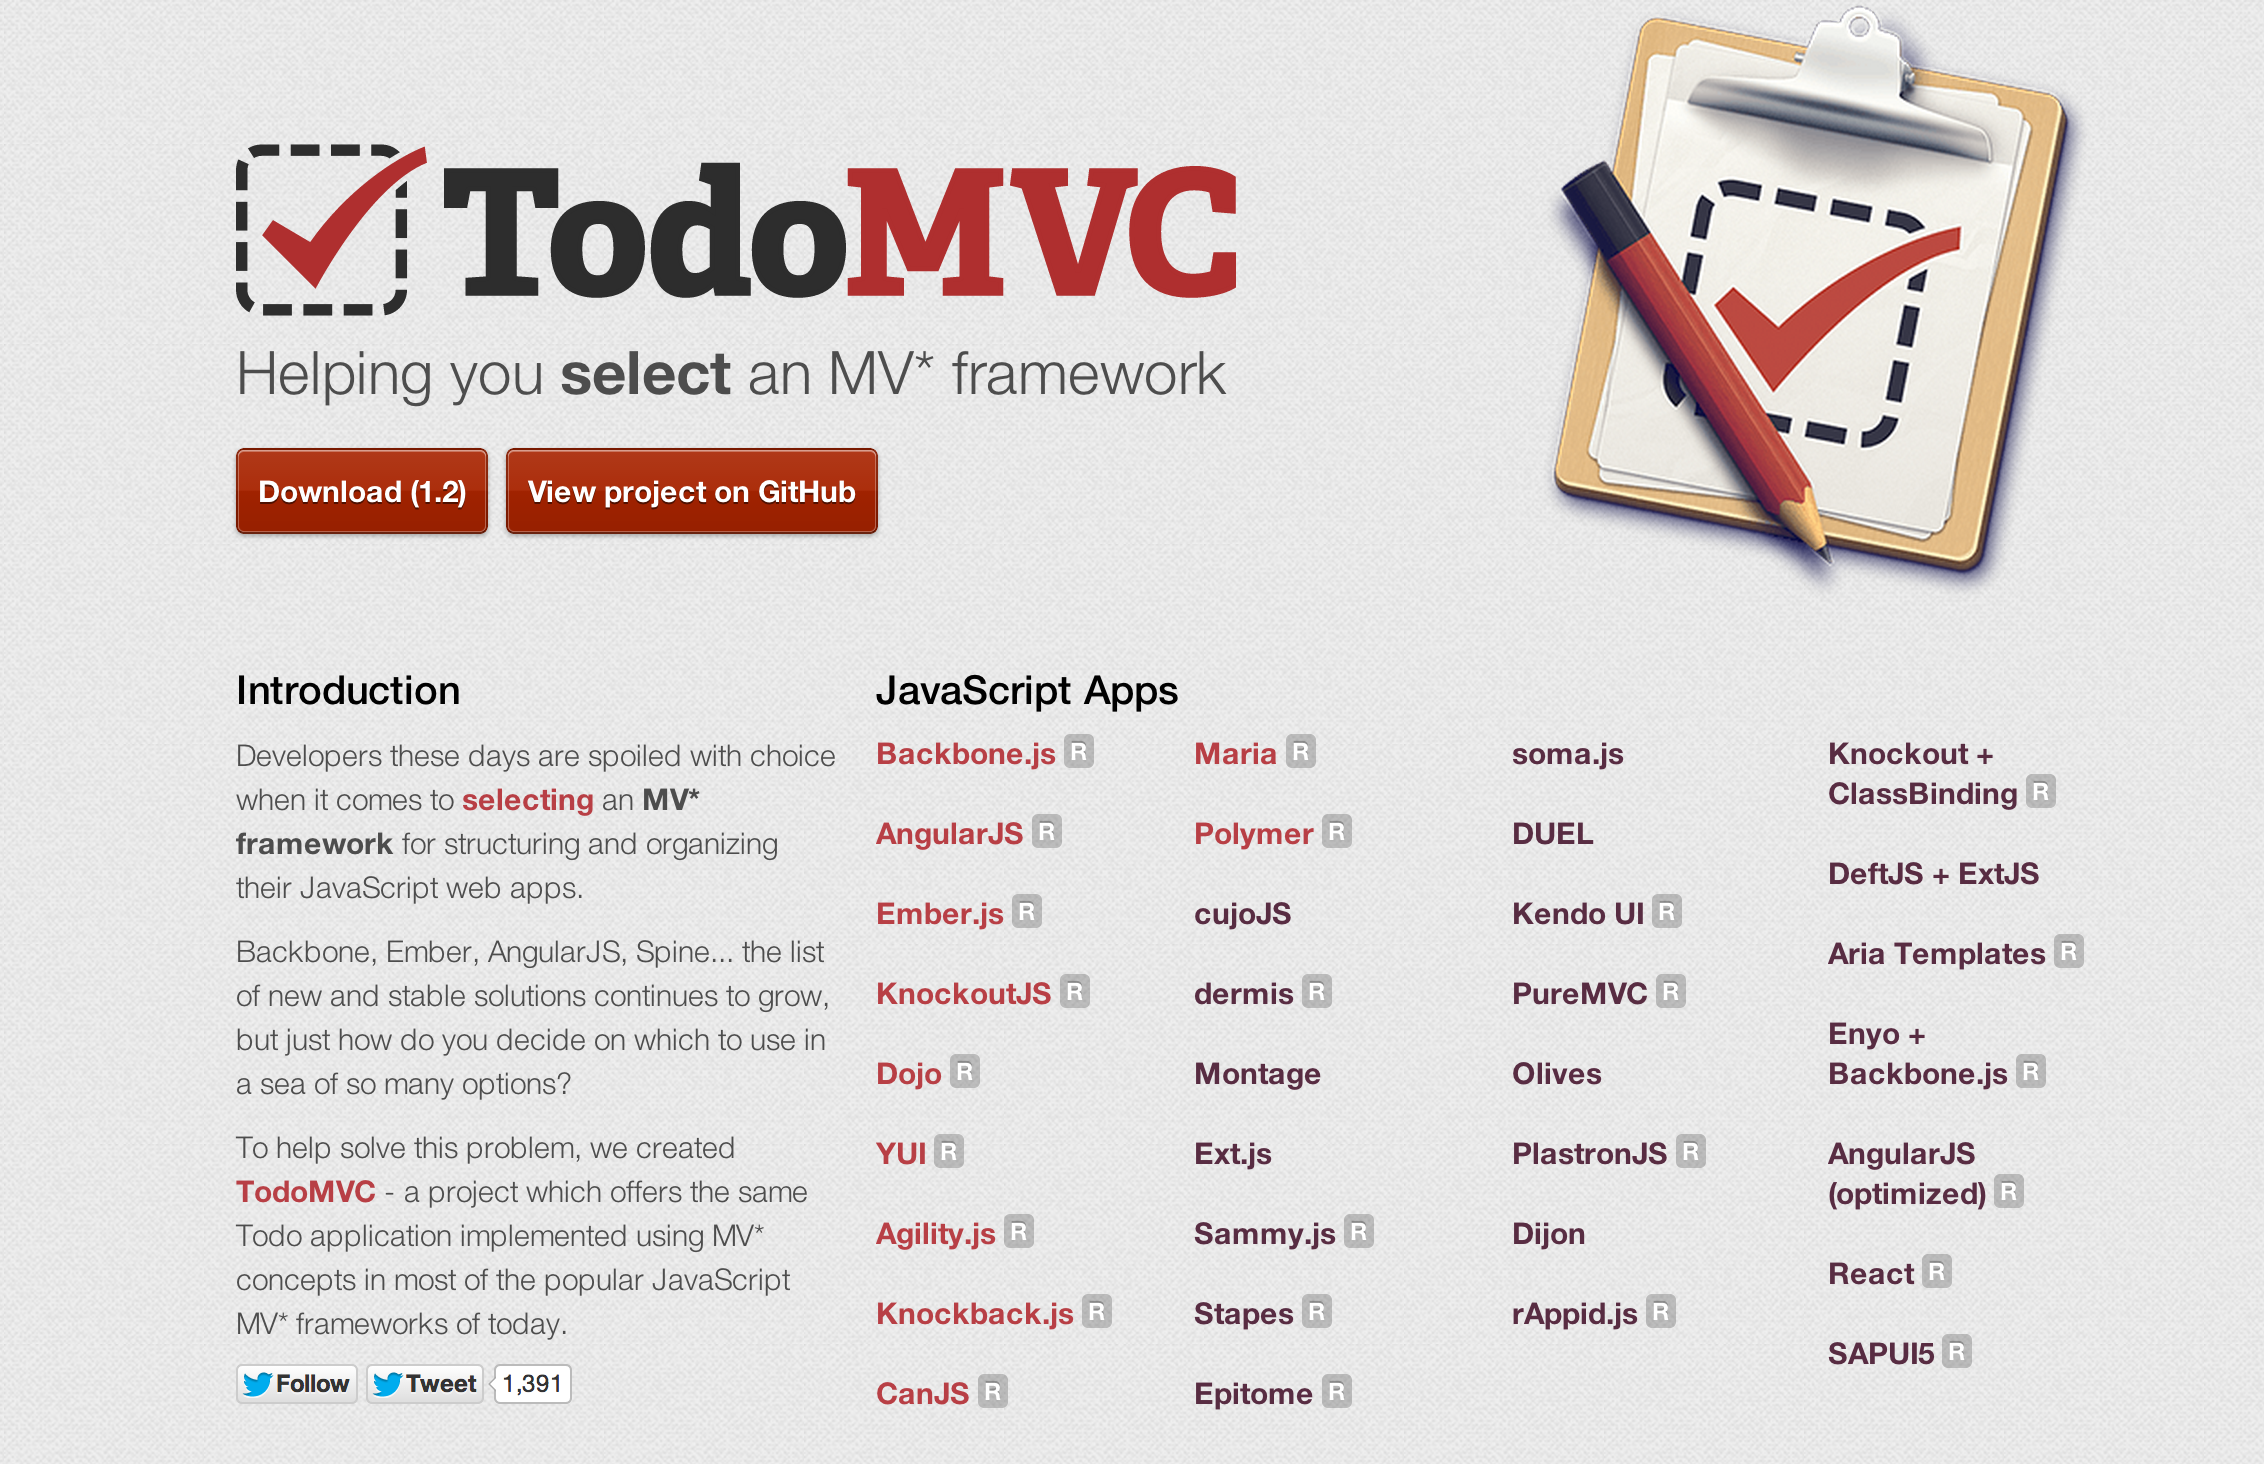 TodoMVC
Helping you select an MV* framework
Download (1.2)
View project on GitHub
Introduction
Developers these days are spoiled with choice
when it comes to selecting an MV*
framework for structuring and organizing
their JavaScript web apps.
Backbone, Ember, AngularJS, Spine... the list
of new and stable solutions continues to grow,
but just how do you decide on which to use in
a sea of so many options?
To help solve this problem, we created
TodoMVC - a project which offers the same
Todo application implemented using MV*
concepts in most of the popular JavaScript
MV* frameworks of today.
Follow
Tweet
1,391
JavaScript Apps
Backbone.js R
AngularJS R
Ember.js R
KnockoutJS R
Dojo R
YUI R
Agility.js R
Knockback.js R
CanJS R
Maria R
Polymer R
cujoJS
dermis R
Montage
Ext.js
Sammy.js R
Stapes R
Epitome R
soma.js
DUEL
Kendo UI R
PureMVC R
Olives
PlastronJS R
Dijon
rAppid.js R
Knockout +
ClassBinding R
DeftJS + ExtJS
Aria Templates R
Enyo +
Backbone.js R
AngularJS
(optimized) R
React R
SAPUI5 R